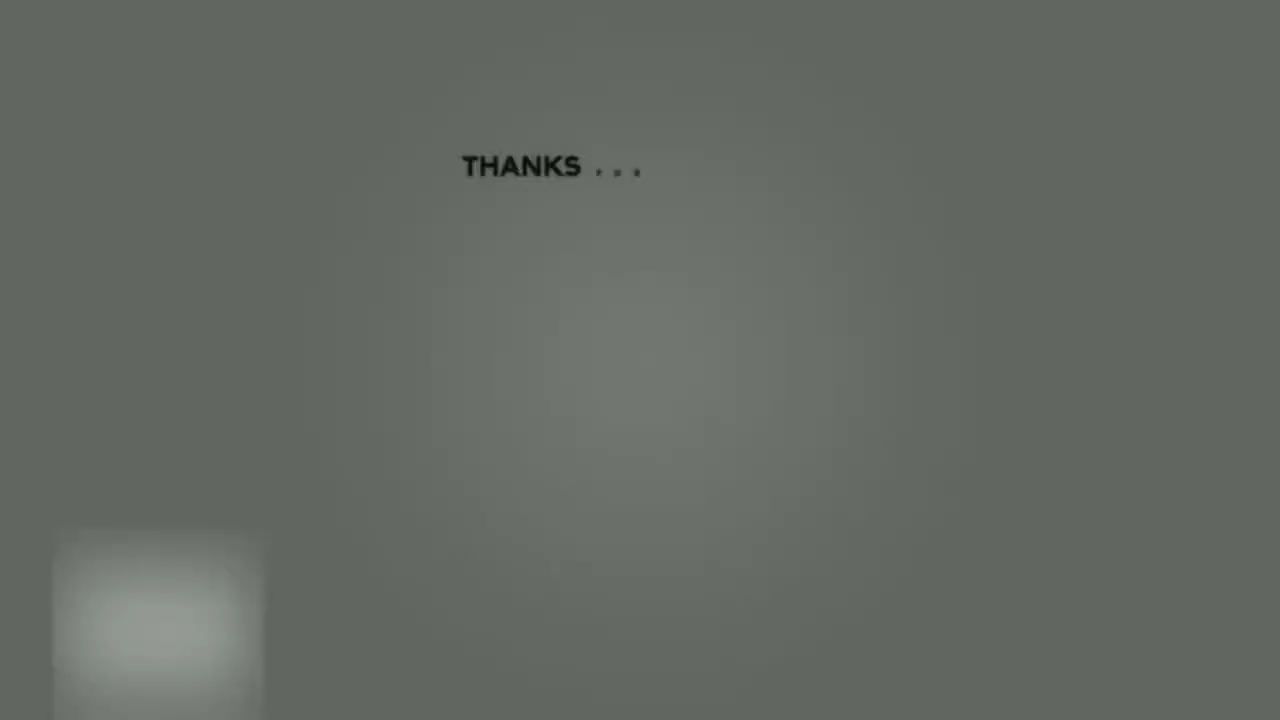 THANKS . . .